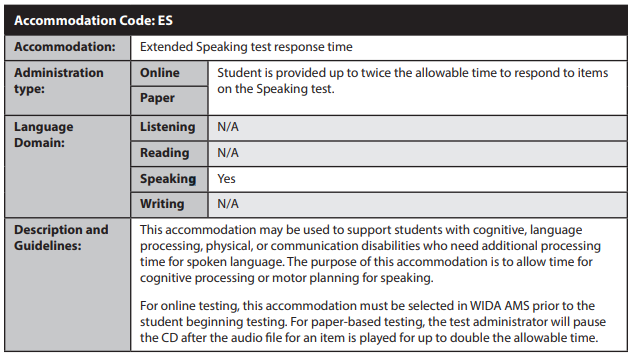 Accommodation Code: ES
Accommodation: Extended Speaking test response time
Administration type:
Online
Paper
Student is provided up to twice the allowable time to respond to items
on the Speaking test.
Language
Domain:
Listening N/A
Reading N/A
Speaking Yes
Writing N/A
Description and
Guidelines:
This accommodation may be used to support students with cognitive, language
processing, physical, or communication disabilities who need additional processing
time for spoken language. The purpose of this accommodation is to allow time for
cognitive processing or motor planning for speaking.
For online testing, this accommodation must be selected in WIDA AMS prior to the
student beginning testing. For paper-based testing, the test administrator will pause
the CD after the audio file for an item is played for up to double the allowable time.